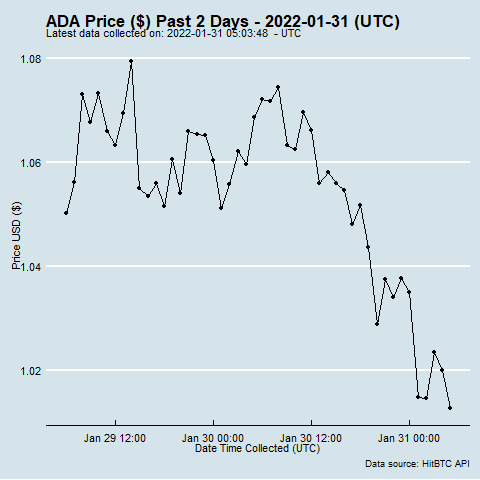 ADA Price ($) Past 2 Days - 2022-01-31 (UTC)
Latest data collected on: 2022-01-31 05:03:48 - UTC
1.08
1.06
1.04
1.02
Price USD ($)
Jan 29 12:00 Jan 30 00:00 Jan 30 12:00 Jan 31 00:00
Date Time Collected (UTC)
Data source: HitBTC API